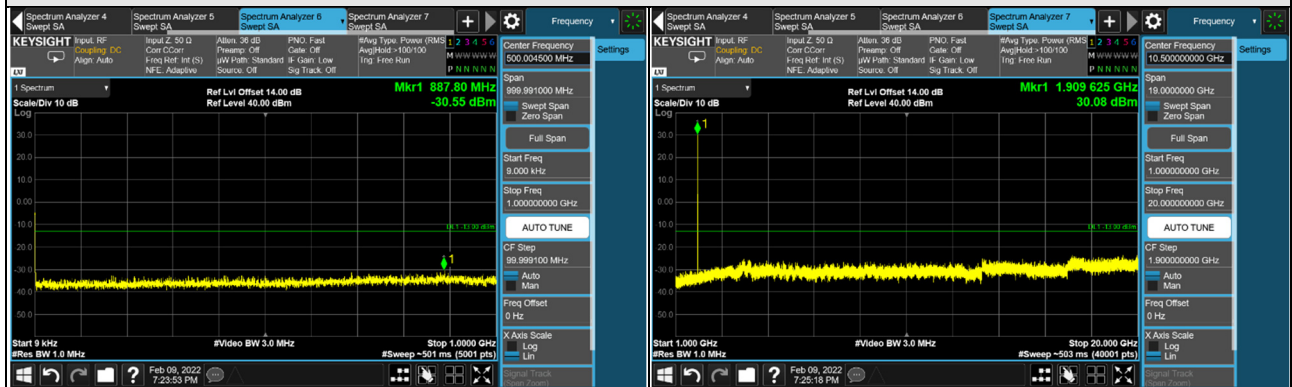 Spectrum Analyzer 4
Swept SA
Spectrum Analyzer 5
Swept SA
Spectrum Analyzer 6
Swept SA
Spectrum Analyzer 7
Swept SA
+
Frequency
KEYSIGHT
Input: RF
Coupling: DC
Align: Auto
Input Z: 50 Ω
Corr CCorr
Freq Ref: Int (S)
NFE: Adaptive
Atten: 36 dB
Preamp: Off
µW Path: Standard
Source: Off
PNO: Fast
Gate: Off
IF Gain: Low
Sig Track: Off
#Avg Type: Power (RMS
Avg|Hold:>100/100
Trig: Free Run
1 2 3 4 5 6
M W W W W W
P N N N N N
LXI
Center Frequency
500.004500 MHz
Settings
1 Spectrum
Scale/Div 10 dB
Log
Ref Lvl Offset 14.00 dB
Ref Level 40.00 dBm
Mkr1 887.80 MHz
-30.55 dBm
Span
999.991000 MHz
Swept Span
Zero Span
Full Span
Start Freq
9.000 kHz
Stop Freq
1.000000000 GHz
AUTO TUNE
CF Step
99.999100 MHz
Auto
Man
Freq Offset
0 Hz
X Axis Scale
Log
Lin
Signal Track
(Span Zoom)
30.0
20.0
10.0
0.00
-10.0
-20.0
-30.0
-40.0
-50.0
DL1 -13.00 dBm
1
Start 9 kHz
#Res BW 1.0 MHz
#Video BW 3.0 MHz
Stop 1.0000 GHz
#Sweep ~501 ms (5001 pts)
?
Feb 09, 2022
7:23:53 PM
Spectrum Analyzer 4
Swept SA
Spectrum Analyzer 5
Swept SA
Spectrum Analyzer 6
Swept SA
Spectrum Analyzer 7
Swept SA
+
Frequency
KEYSIGHT
Input: RF
Coupling: DC
Align: Auto
Input Z: 50 Ω
Corr CCorr
Freq Ref: Int (S)
NFE: Adaptive
Atten: 36 dB
Preamp: Off
µW Path: Standard
Source: Off
PNO: Fast
Gate: Off
IF Gain: Low
Sig Track: Off
#Avg Type: Power (RMS
Avg|Hold:>100/100
Trig: Free Run
1 2 3 4 5 6
M W W W W W
P N N N N N
LXI
Center Frequency
10.500000000 GHz
Settings
1 Spectrum
Scale/Div 10 dB
Log
Ref Lvl Offset 14.00 dB
Ref Level 40.00 dBm
Mkr1 1.909 625 GHz
30.08 dBm
Span
19.0000000 GHz
Swept Span
Zero Span
Full Span
Start Freq
1.000000000 GHz
Stop Freq
20.000000000 GHz
AUTO TUNE
CF Step
1.900000000 GHz
Auto
Man
Freq Offset
0 Hz
X Axis Scale
Log
Lin
Signal Track
(Span Zoom)
30.0
20.0
10.0
0.00
-10.0
-20.0
-30.0
-40.0
-50.0
DL1 -13.00 dBm
1
Start 1.000 GHz
#Res BW 1.0 MHz
#Video BW 3.0 MHz
Stop 20.000 GHz
#Sweep ~503 ms (40001 pts)
?
Feb 09, 2022
7:25:18 PM